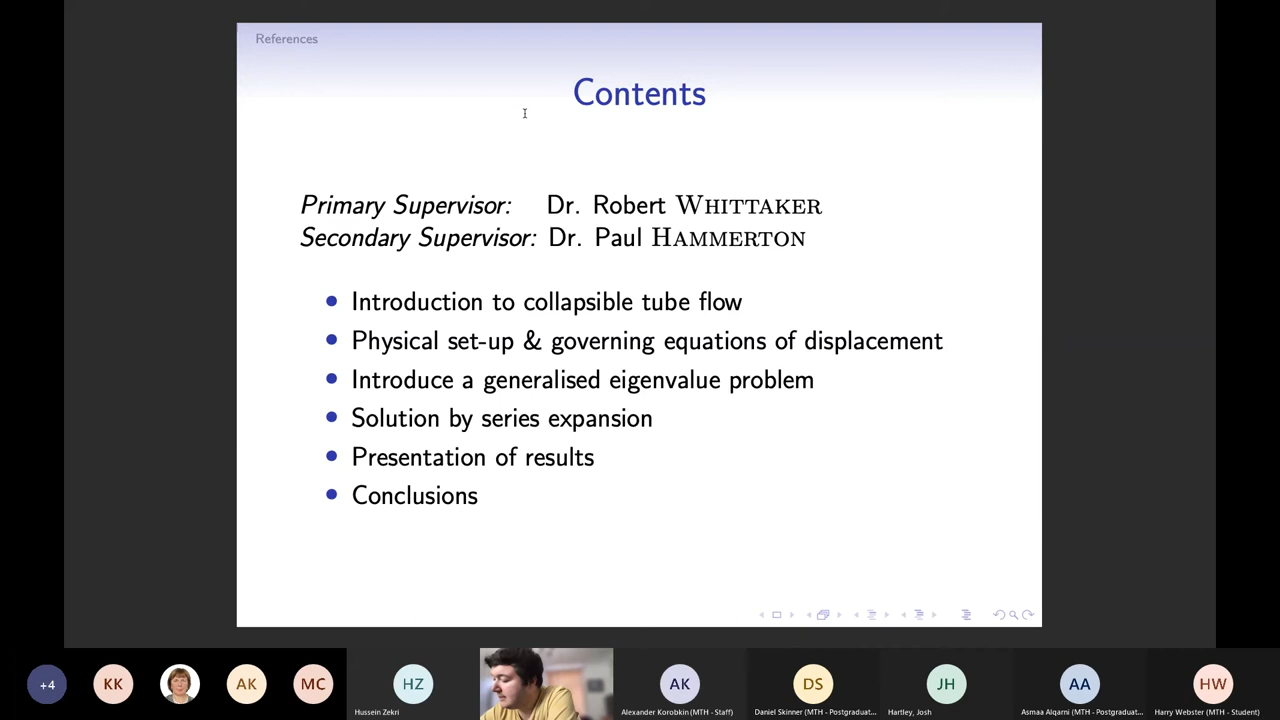 References
Contents
Primary Supervisor: Dr. Robert WHITTAKER
Secondary Supervisor: Dr. Paul HAMMERTON
• Introduction to collapsible tube flow
• Physical set-up & governing equations of displacement
• Introduce a generalised eigenvalue problem
• Solution by series expansion
• Presentation of results
• Conclusions
+4
KK
AK
MC
HZ
AK
DS
JH
AA
HW
Hussein Zekri
Alexander Korobkin (MTH - Staff)
Daniel Skinner (MTH - Postgraduat...
Hartley, Josh
Asmaa Alqarni (MTH - Postgraduat...
Harry Webster (MTH - Student)